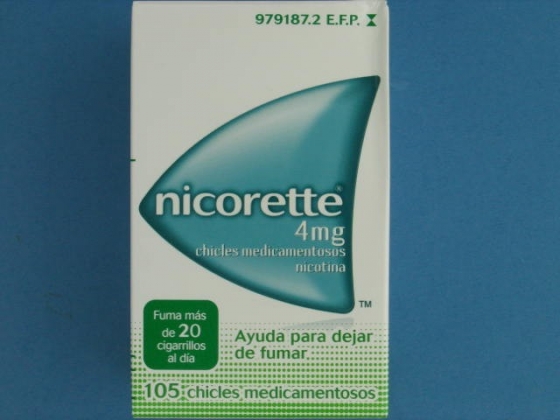 979187.2 E.F.P.
nicorette®
4mg
chicles medicamentosos
nicotina
TM
Fuma más
de 20
cigarrillos
al día
Ayuda para dejar
de fumar
105 chicles medicamentosos